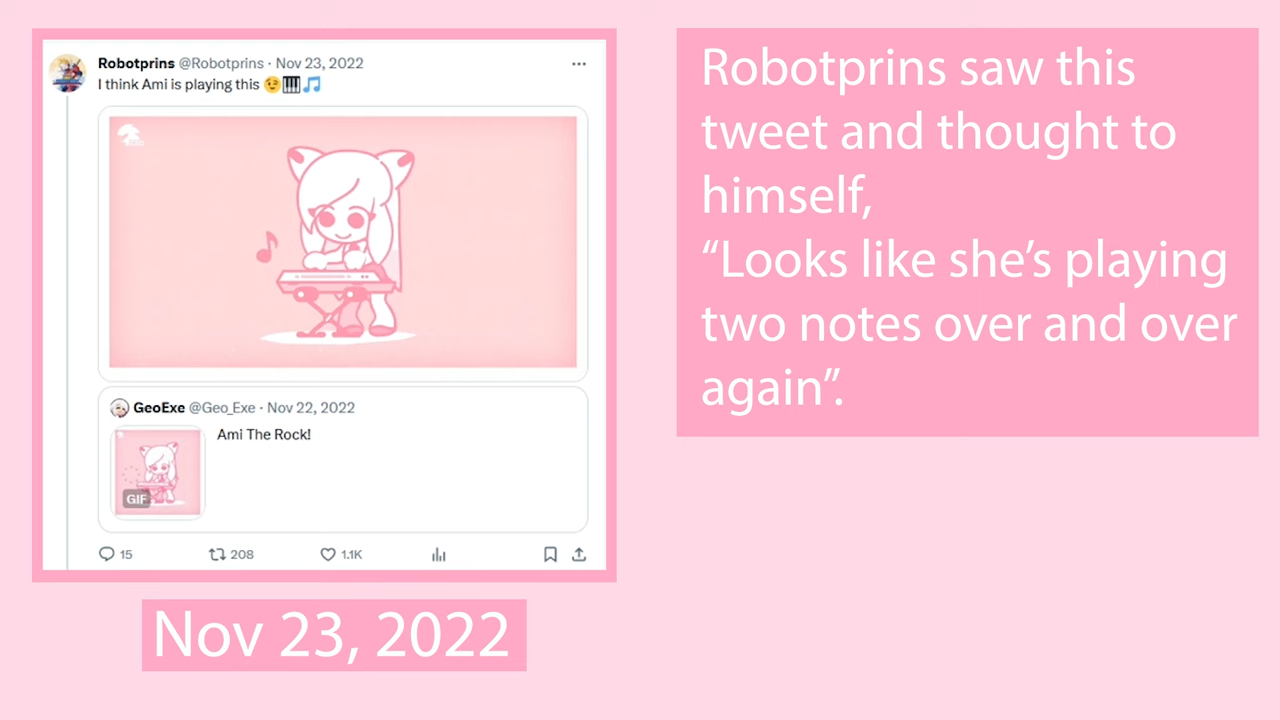 Robotprins @Robotprins · Nov 23, 2022
I think Ami is playing this 😉🎹🎵
GeoExe @Geo_Exe · Nov 22, 2022
Ami The Rock!
GIF
15 208 1.1K
Nov 23, 2022
Robotprins saw this
tweet and thought to
himself,
“Looks like she’s playing
two notes over and over
again”.